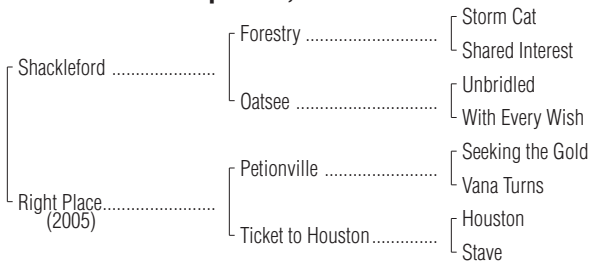 Storm Cat
Forestry
Shared Interest
Shackleford
Unbridled
Oatsee
With Every Wish
Seeking the Gold
Petionville
Vana Turns
Right Place
(2005)
Houston
Ticket to Houston
Stave